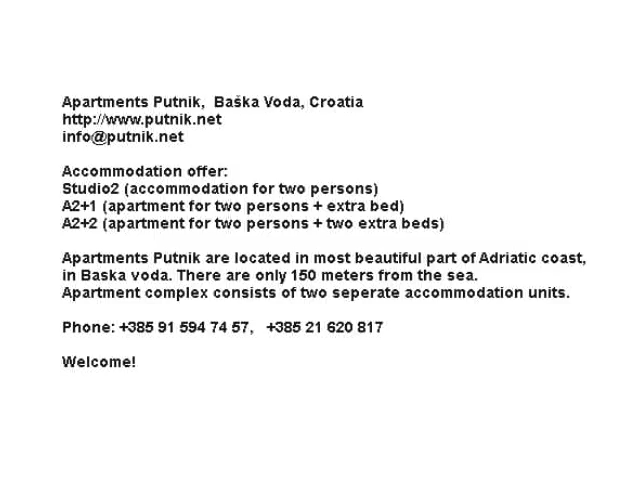 Apartments Putnik,  Baška Voda, Croatia
http://www.putnik.net
info@putnik.net
Accommodation offer:
Studio2 (accommodation for two persons)
A2+1 (apartment for two persons + extra bed)
A2+2 (apartment for two persons + two extra beds)
Apartments Putnik are located in most beautiful part of Adriatic coast,
in Baska voda. There are only 150 meters from the sea.
Apartment complex consists of two seperate accommodation units.
Phone: +385 91 594 74 57,   +385 21 620 817
Welcome!